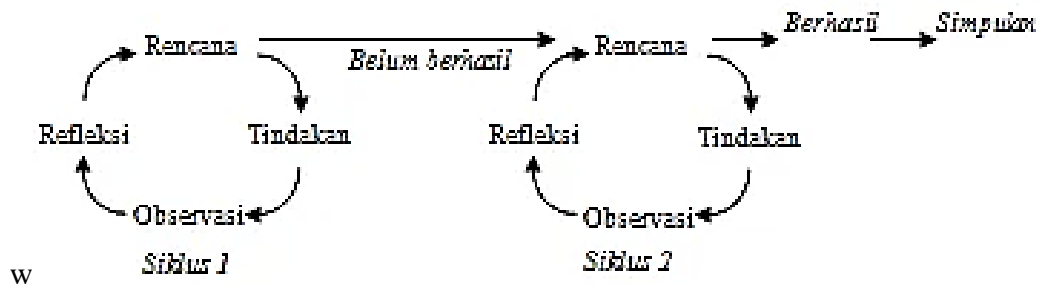 Berhasil Simpulan
Rencana Belum berhasil Rencana
Refleksi Tindakan Refleksi Tindakan
Observasi Observasi
Siklus 1 Siklus 2
w